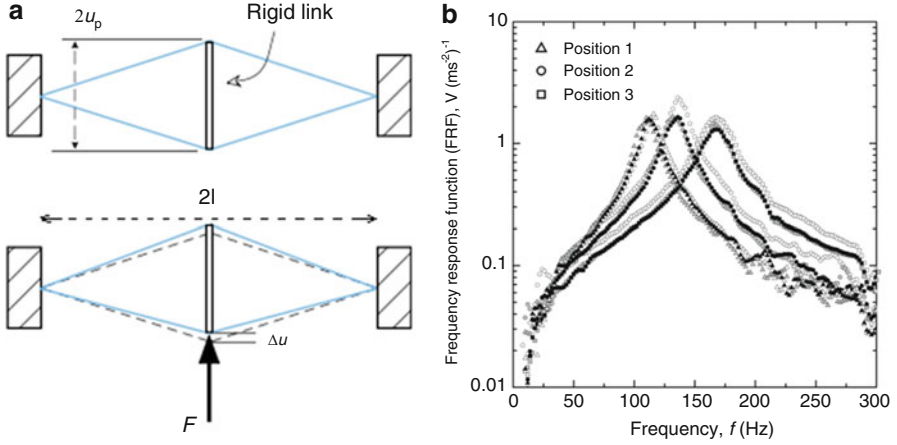 a
2uₚ
Rigid link
2l
Δu
F
b
Frequency response function (FRF), V (ms⁻²)⁻¹
10
1
0.1
0.01
Position 1
Position 2
Position 3
0 50 100 150 200 250 300
Frequency, f (Hz)